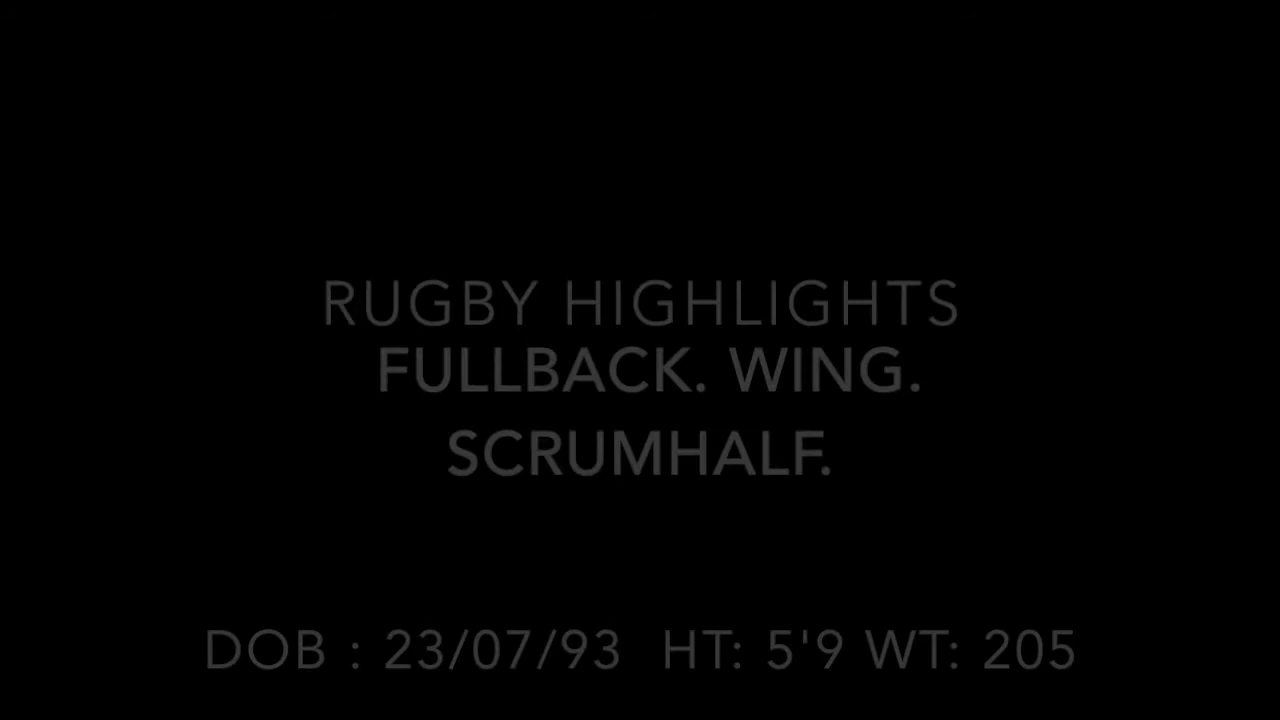 RUGBY HIGHLIGHTS
FULLBACK. WING.
SCRUMHALF.
DOB : 23/07/93 HT: 5'9 WT: 205